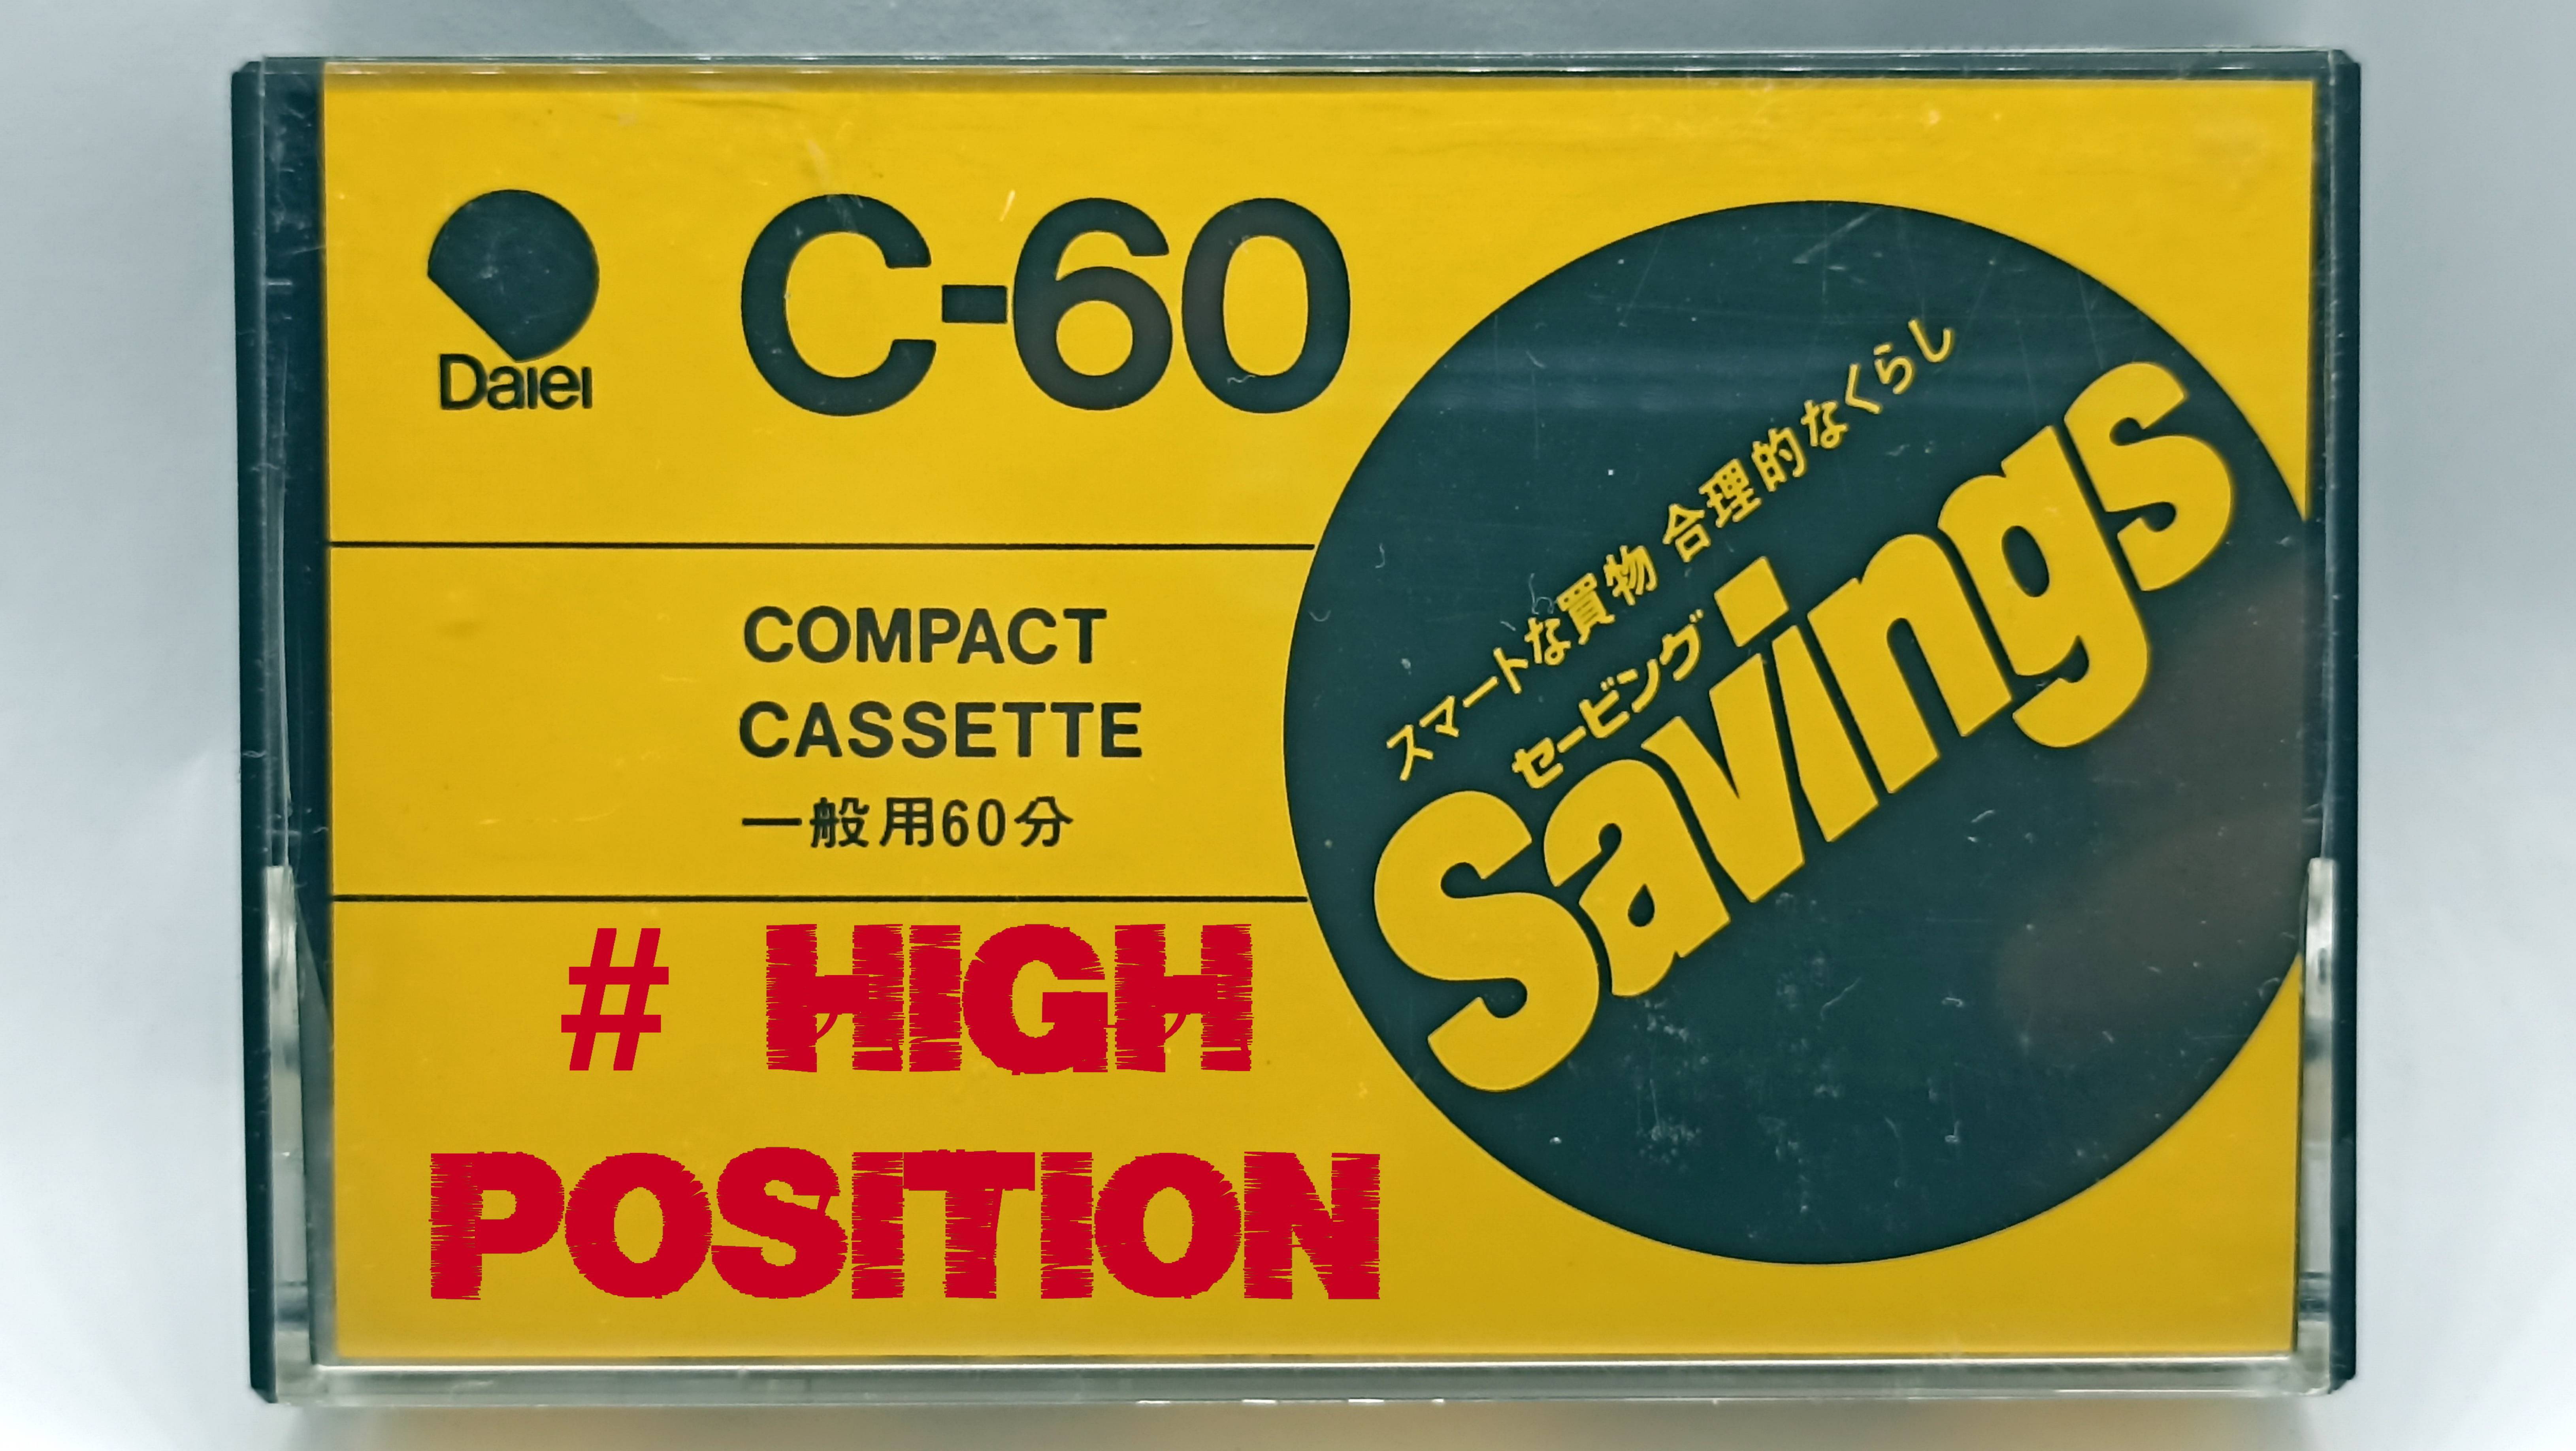 Daiei
C-60
COMPACT
CASSETTE
一般用60分
スマートな買物 合理的なくらし
セービング
Savings
# HIGH
POSITION